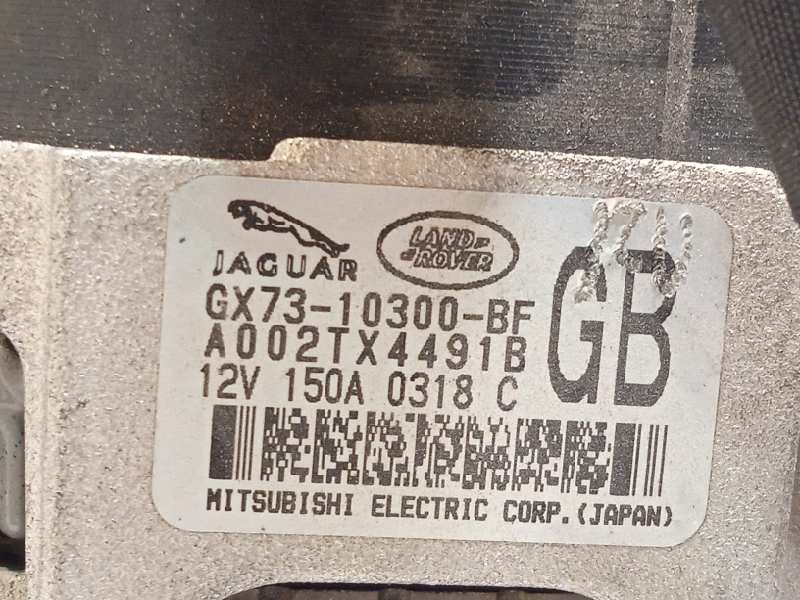 JAGUAR
LAND ROVER
GX73-10300-BF
A002TX4491B
12V 150A 0318 C
GB
MITSUBISHI ELECTRIC CORP.(JAPAN)